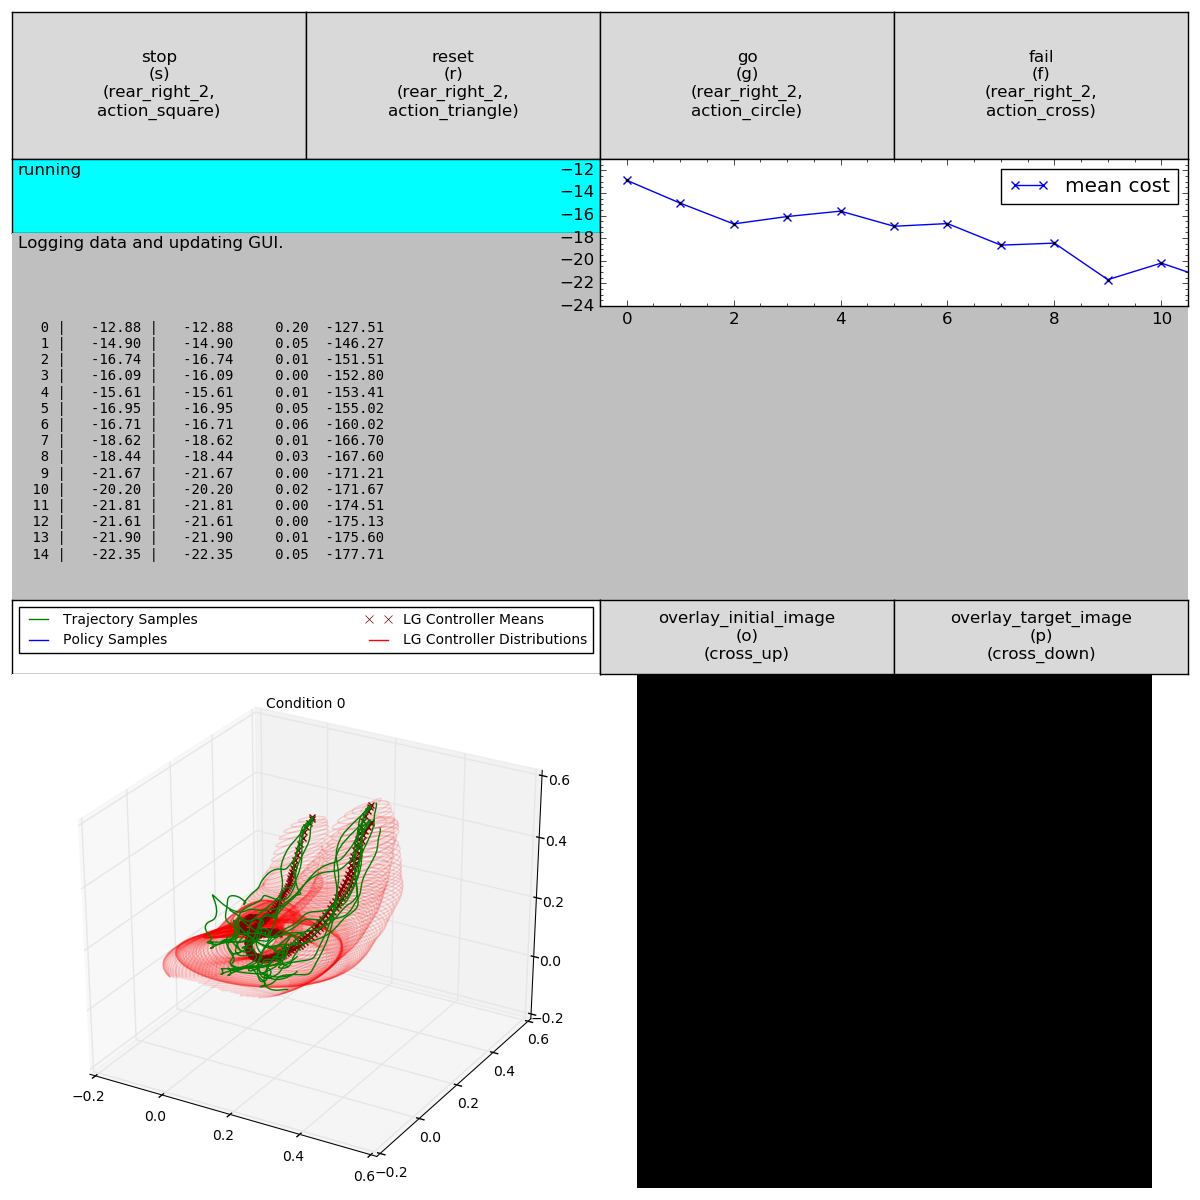 stop
(s)
(rear_right_2,
action_square)
reset
(r)
(rear_right_2,
action_triangle)
go
(g)
(rear_right_2,
action_circle)
fail
(f)
(rear_right_2,
action_cross)
running
Logging data and updating GUI.
−12
−14
−16
−18
−20
−22
−24
mean cost
0 2 4 6 8 10
0 | -12.88 | -12.88 0.20 -127.51
1 | -14.90 | -14.90 0.05 -146.27
2 | -16.74 | -16.74 0.01 -151.51
3 | -16.09 | -16.09 0.00 -152.80
4 | -15.61 | -15.61 0.01 -153.41
5 | -16.95 | -16.95 0.05 -155.02
6 | -16.71 | -16.71 0.06 -160.02
7 | -18.62 | -18.62 0.01 -166.70
8 | -18.44 | -18.44 0.03 -167.60
9 | -21.67 | -21.67 0.00 -171.21
10 | -20.20 | -20.20 0.02 -171.67
11 | -21.81 | -21.81 0.00 -174.51
12 | -21.61 | -21.61 0.00 -175.13
13 | -21.90 | -21.90 0.01 -175.60
14 | -22.35 | -22.35 0.05 -177.71
Trajectory Samples
Policy Samples
LG Controller Means
LG Controller Distributions
overlay_initial_image
(o)
(cross_up)
overlay_target_image
(p)
(cross_down)
Condition 0
0.6
0.4
0.2
0.0
−0.2
0.6
0.4
0.2
0.0
−0.2
−0.2
0.0
0.2
0.4
0.6